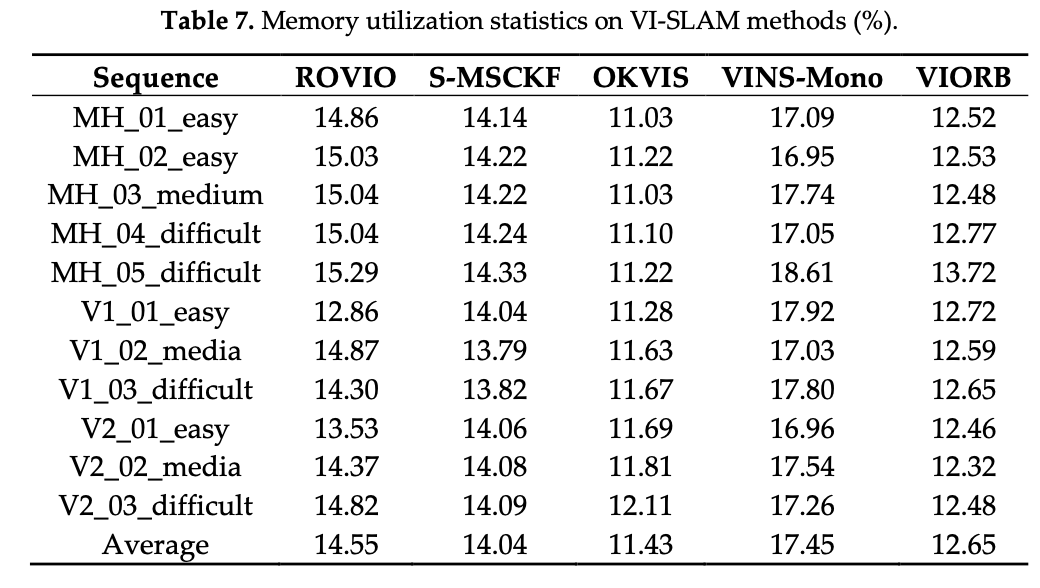 Table 7. Memory utilization statistics on VI-SLAM methods (%).
Sequence ROVIO S-MSCKF OKVIS VINS-Mono VIORB
MH_01_easy 14.86 14.14 11.03 17.09 12.52
MH_02_easy 15.03 14.22 11.22 16.95 12.53
MH_03_medium 15.04 14.22 11.03 17.74 12.48
MH_04_difficult 15.04 14.24 11.10 17.05 12.77
MH_05_difficult 15.29 14.33 11.22 18.61 13.72
V1_01_easy 12.86 14.04 11.28 17.92 12.72
V1_02_media 14.87 13.79 11.63 17.03 12.59
V1_03_difficult 14.30 13.82 11.67 17.80 12.65
V2_01_easy 13.53 14.06 11.69 16.96 12.46
V2_02_media 14.37 14.08 11.81 17.54 12.32
V2_03_difficult 14.82 14.09 12.11 17.26 12.48
Average 14.55 14.04 11.43 17.45 12.65